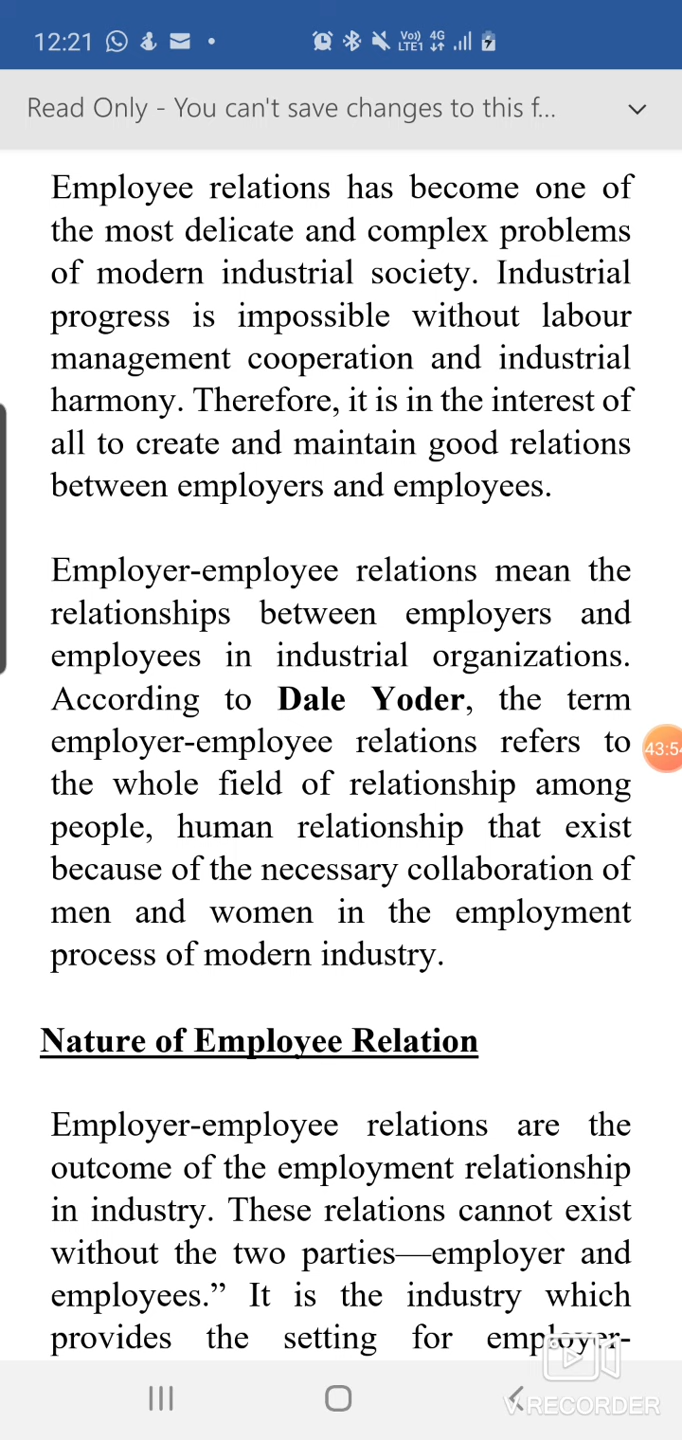 12:21
Vo)) 4G
LTE1
Read Only - You can't save changes to this f...
Employee relations has become one of
the most delicate and complex problems
of modern industrial society. Industrial
progress is impossible without labour
management cooperation and industrial
harmony. Therefore, it is in the interest of
all to create and maintain good relations
between employers and employees.
Employer-employee relations mean the
relationships between employers and
employees in industrial organizations.
According to Dale Yoder, the term
employer-employee relations refers to
43:54
the whole field of relationship among
people, human relationship that exist
because of the necessary collaboration of
men and women in the employment
process of modern industry.
Nature of Employee Relation
Employer-employee relations are the
outcome of the employment relationship
in industry. These relations cannot exist
without the two parties—employer and
employees.” It is the industry which
provides the setting for employer-
V RECORDER